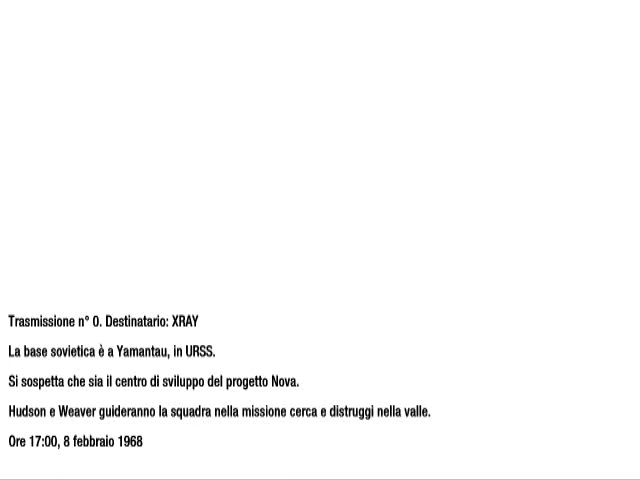 Trasmissione n° 0. Destinatario: XRAY
La base sovietica è a Yamantau, in URSS.
Si sospetta che sia il centro di sviluppo del progetto Nova.
Hudson e Weaver guideranno la squadra nella missione cerca e distruggi nella valle.
Ore 17:00, 8 febbraio 1968